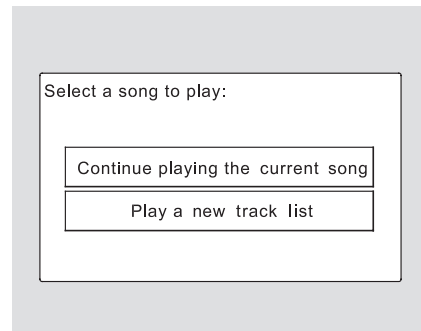 Select a song to play:
Continue playing the current song
Play a new track list